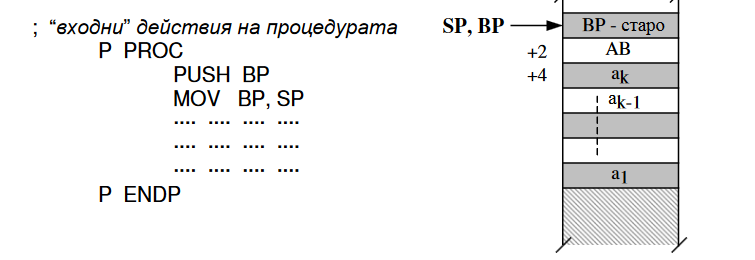 ; “входни” действия на процедурата
P PROC
PUSH BP
MOV BP, SP
.... .... .... ....
.... .... .... ....
.... .... .... ....
P ENDP
SP, BP
BP - старо
+2
AB
+4
ak
ak-1
a1